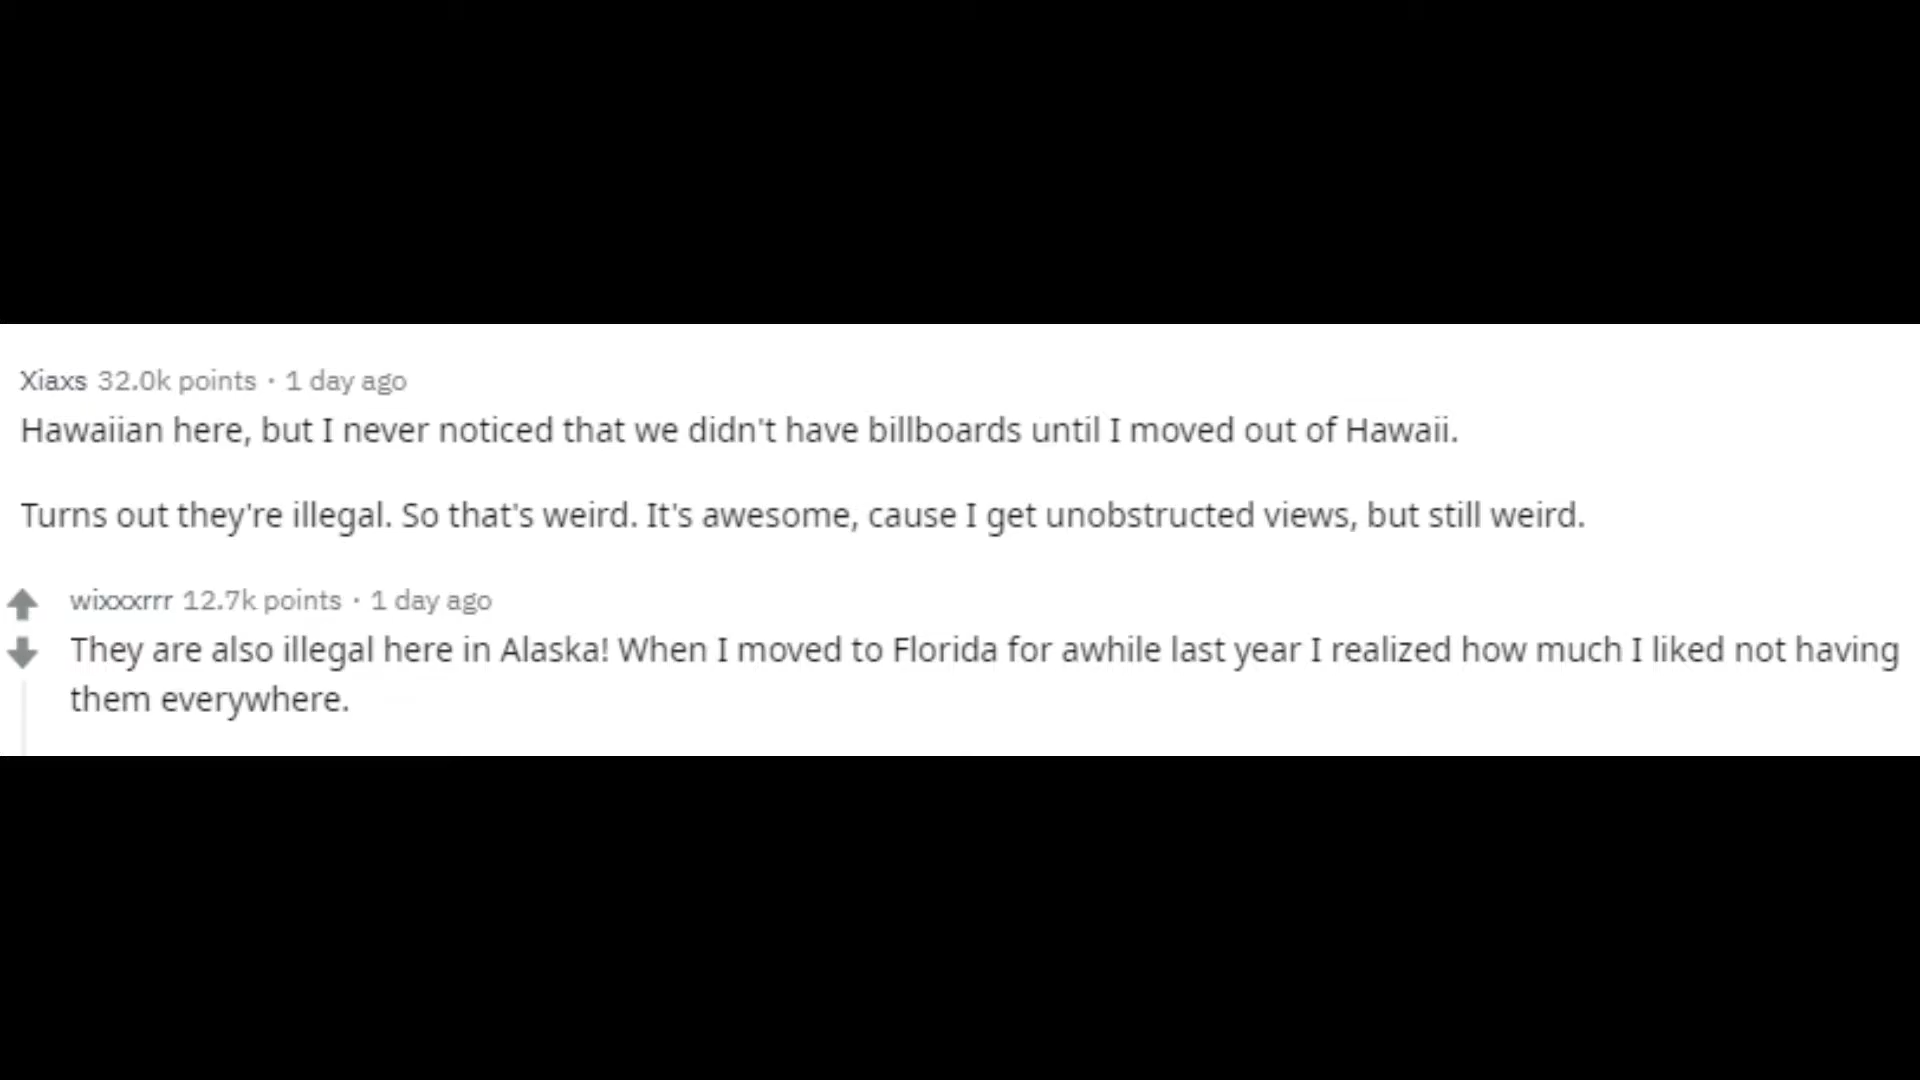 Xiaxs 32.0k points · 1 day ago
Hawaiian here, but I never noticed that we didn't have billboards until I moved out of Hawaii.
Turns out they're illegal. So that's weird. It's awesome, cause I get unobstructed views, but still weird.
wixxxrrr 12.7k points · 1 day ago
They are also illegal here in Alaska! When I moved to Florida for awhile last year I realized how much I liked not having
them everywhere.